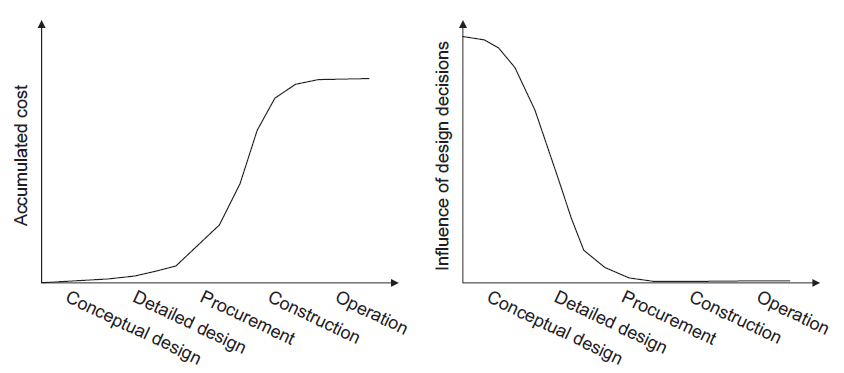 Accumulated cost
Conceptual design
Detailed design
Procurement
Construction
Operation
Influence of design decisions
Conceptual design
Detailed design
Procurement
Construction
Operation